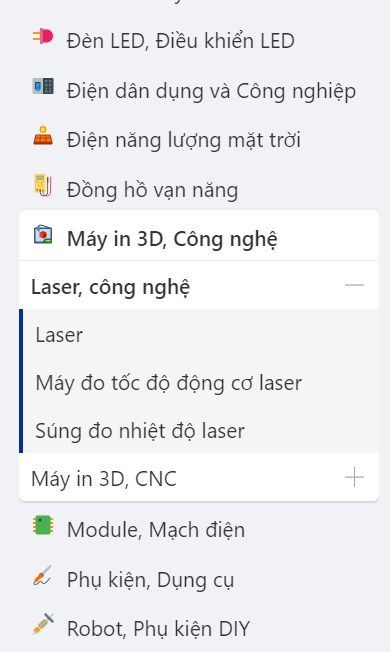 Đèn LED, Điều khiển LED
Điện dân dụng và Công nghiệp
Điện năng lượng mặt trời
Đồng hồ vạn năng
Máy in 3D, Công nghệ
Laser, công nghệ
Laser
Máy đo tốc độ động cơ laser
Súng đo nhiệt độ laser
Máy in 3D, CNC
Module, Mạch điện
Phụ kiện, Dụng cụ
Robot, Phụ kiện DIY